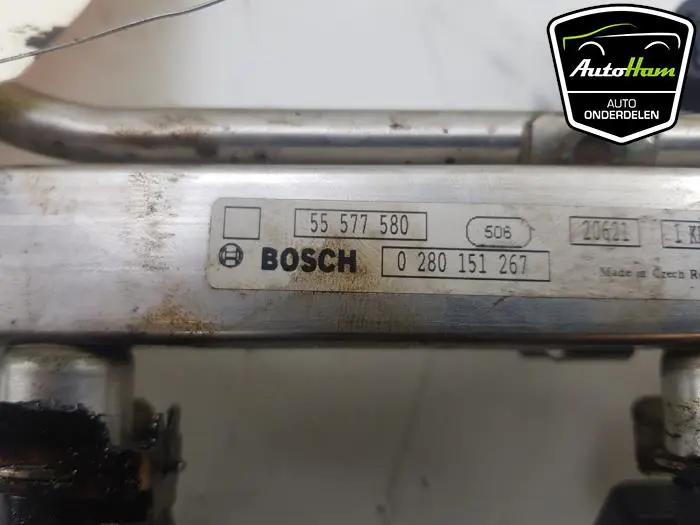 AutoHam
AUTO
ONDERDELEN
55 577 580
506
20621
BOSCH
0 280 151 267
Made in Czech